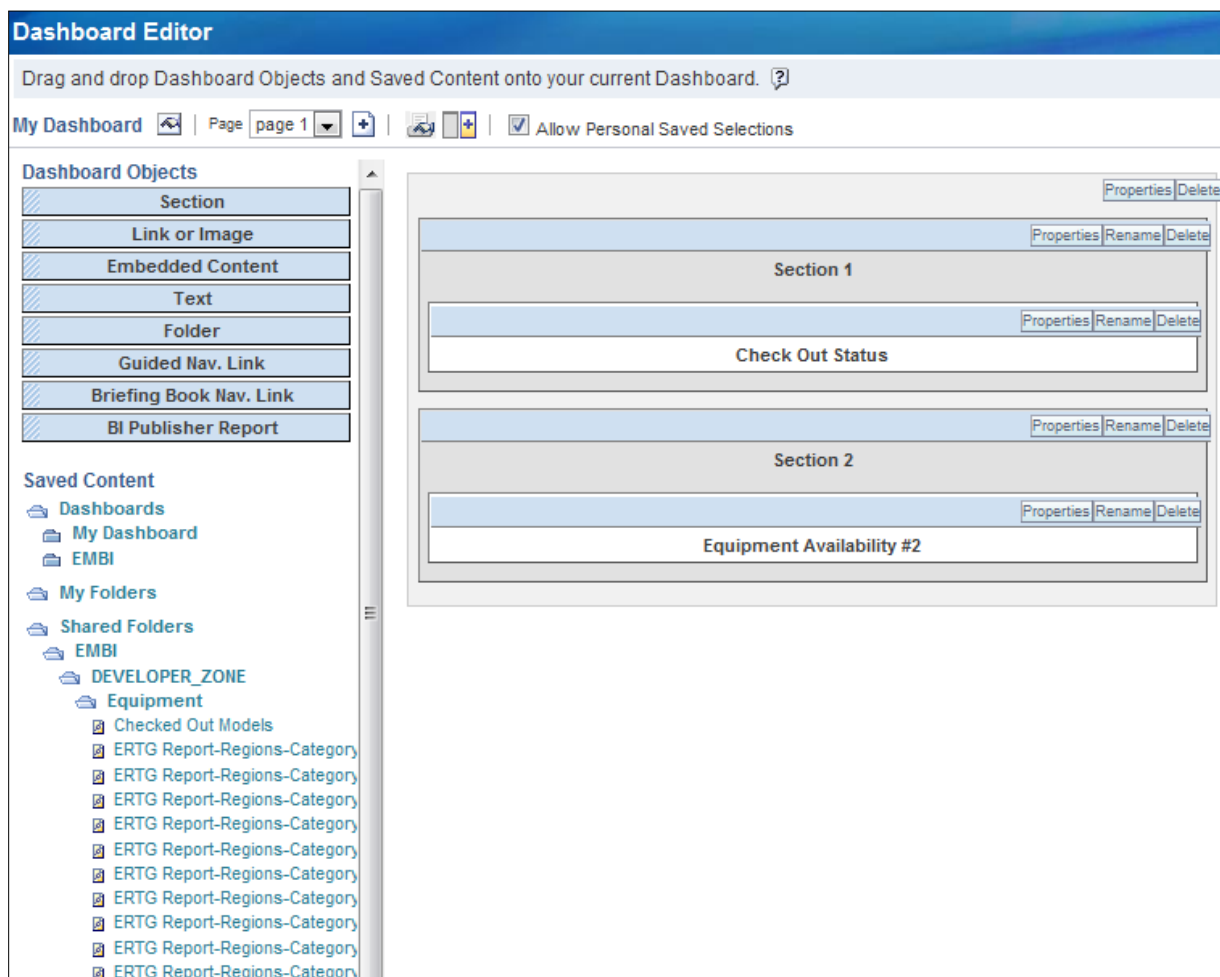 Dashboard Editor
Drag and drop Dashboard Objects and Saved Content onto your current Dashboard. ?
My Dashboard | Page page 1 | | Allow Personal Saved Selections
Dashboard Objects
Section
Link or Image
Embedded Content
Text
Folder
Guided Nav. Link
Briefing Book Nav. Link
BI Publisher Report
Saved Content
Dashboards
My Dashboard
EMBI
My Folders
Shared Folders
EMBI
DEVELOPER_ZONE
Equipment
Checked Out Models
ERTG Report-Regions-Category
ERTG Report-Regions-Category
ERTG Report-Regions-Category
ERTG Report-Regions-Category
ERTG Report-Regions-Category
ERTG Report-Regions-Category
ERTG Report-Regions-Category
ERTG Report-Regions-Category
ERTG Report-Regions-Category
ERTG Report-Regions-Category
Properties Delete
Properties Rename Delete
Section 1
Properties Rename Delete
Check Out Status
Properties Rename Delete
Section 2
Properties Rename Delete
Equipment Availability #2